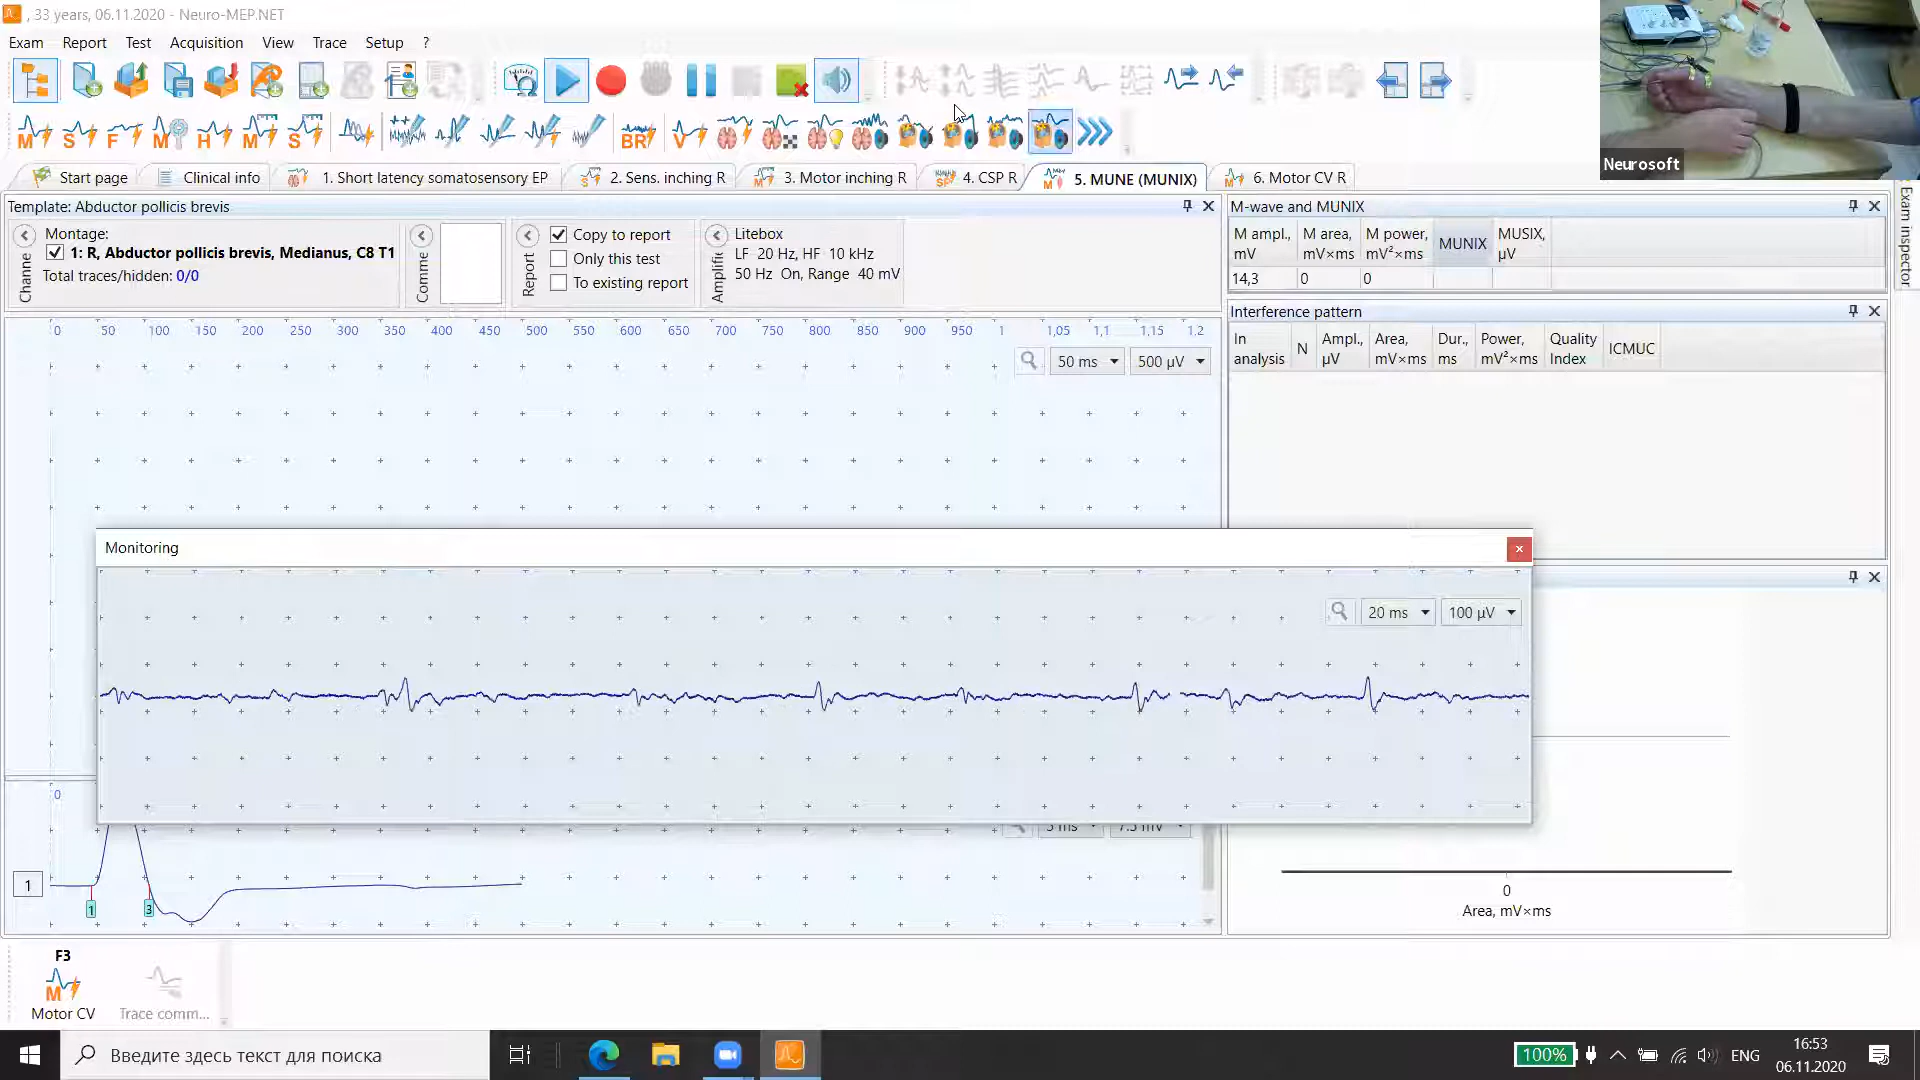 , 33 years, 06.11.2020 - Neuro-MEP.NET
Exam Report Test Acquisition View Trace Setup ?
BR
Neurosoft
Start page
Clinical info
1. Short latency somatosensory EP
2. Sens. inching R
3. Motor inching R
4. CSP R
5. MUNE (MUNIX)
6. Motor CV R
Exam inspector
Template: Abductor pollicis brevis
Channe
Montage:
1: R, Abductor pollicis brevis, Medianus, C8 T1
Total traces/hidden: 0/0
Comme
Report
Copy to report
Only this test
To existing report
Amplifi
Litebox
LF 20 Hz, HF 10 kHz
50 Hz On, Range 40 mV
M-wave and MUNIX
M ampl., mV
M area, mV×ms
M power, mV²×ms
MUNIX
MUSIX, µV
14,3 0 0
Interference pattern
In analysis
N
Ampl., µV
Area, mV×ms
Dur., ms
Power, mV²×ms
Quality Index
ICMUC
0 50 100 150 200 250 300 350 400 450 500 550 600 650 700 750 800 850 900 950 1 1,05 1,1 1,15 1.2
50 ms 500 µV
Monitoring
20 ms 100 µV
0
5 ms 7.5 mV
1
1 3
0
Area, mV×ms
F3
M
Motor CV
Trace comm...
Введите здесь текст для поиска
100%
ENG
16:53
06.11.2020